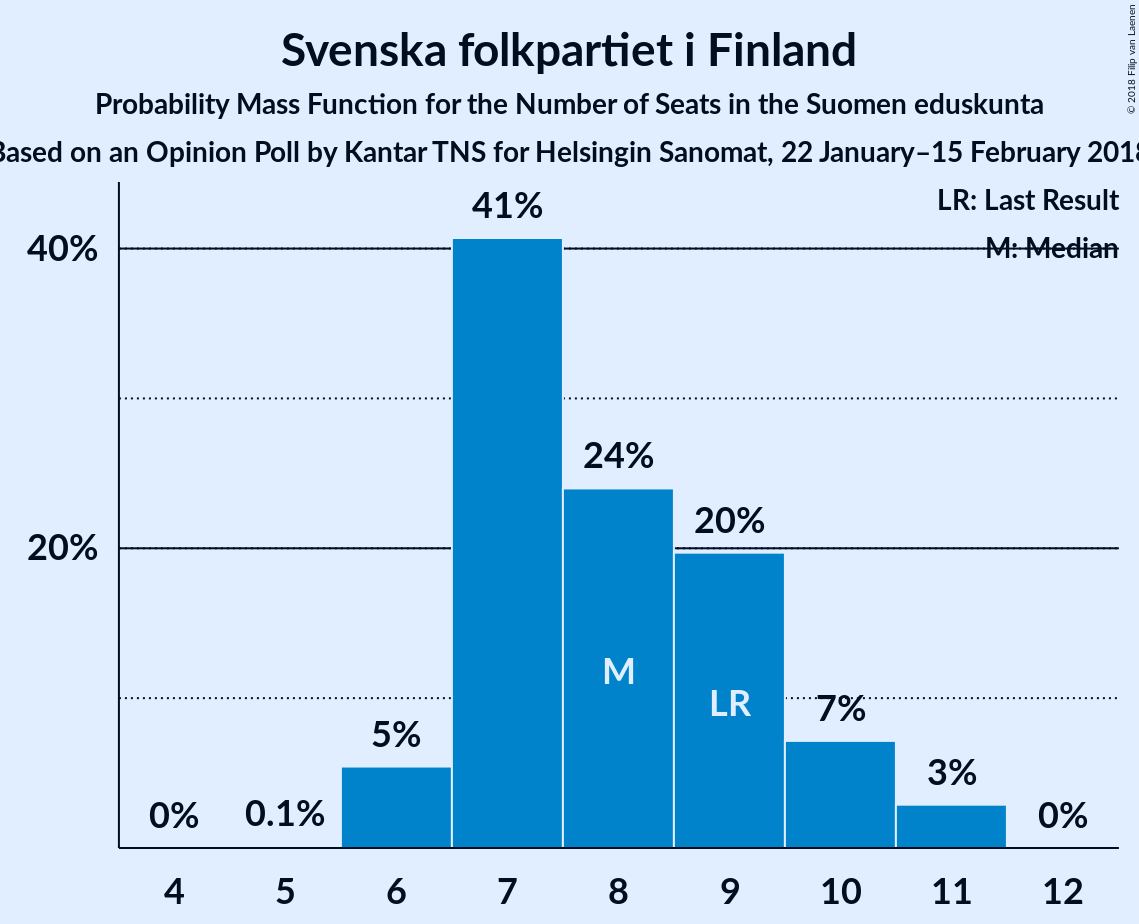 Svenska folkpartiet i Finland
Probability Mass Function for the Number of Seats in the Suomen eduskunta
Based on an Opinion Poll by Kantar TNS for Helsingin Sanomat, 22 January–15 February 2018
© 2018 Filip van Laenen
LR: Last Result
M: Median
40%
20%
41%
24%
20%
M
LR
7%
5%
3%
0%
0.1%
0%
4 5 6 7 8 9 10 11 12